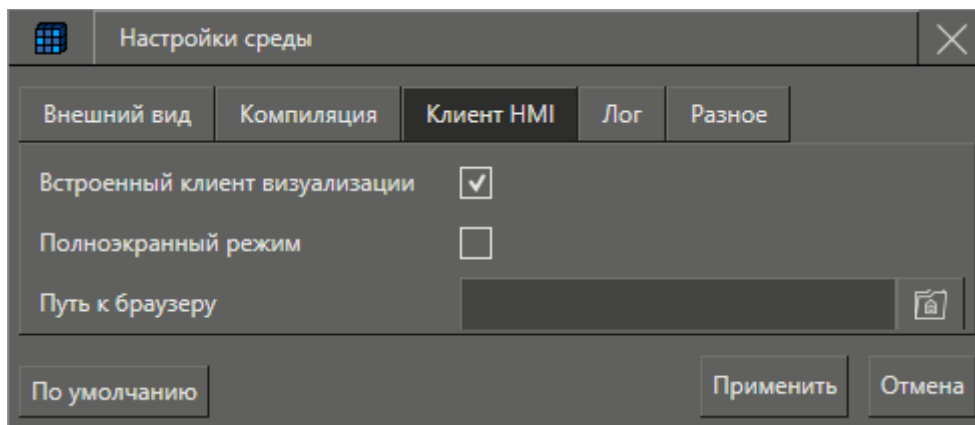 Настройки среды
Внешний вид Компиляция Клиент HMI Лог Разное
Встроенный клиент визуализации
Полноэкранный режим
Путь к браузеру
По умолчанию Применить Отмена